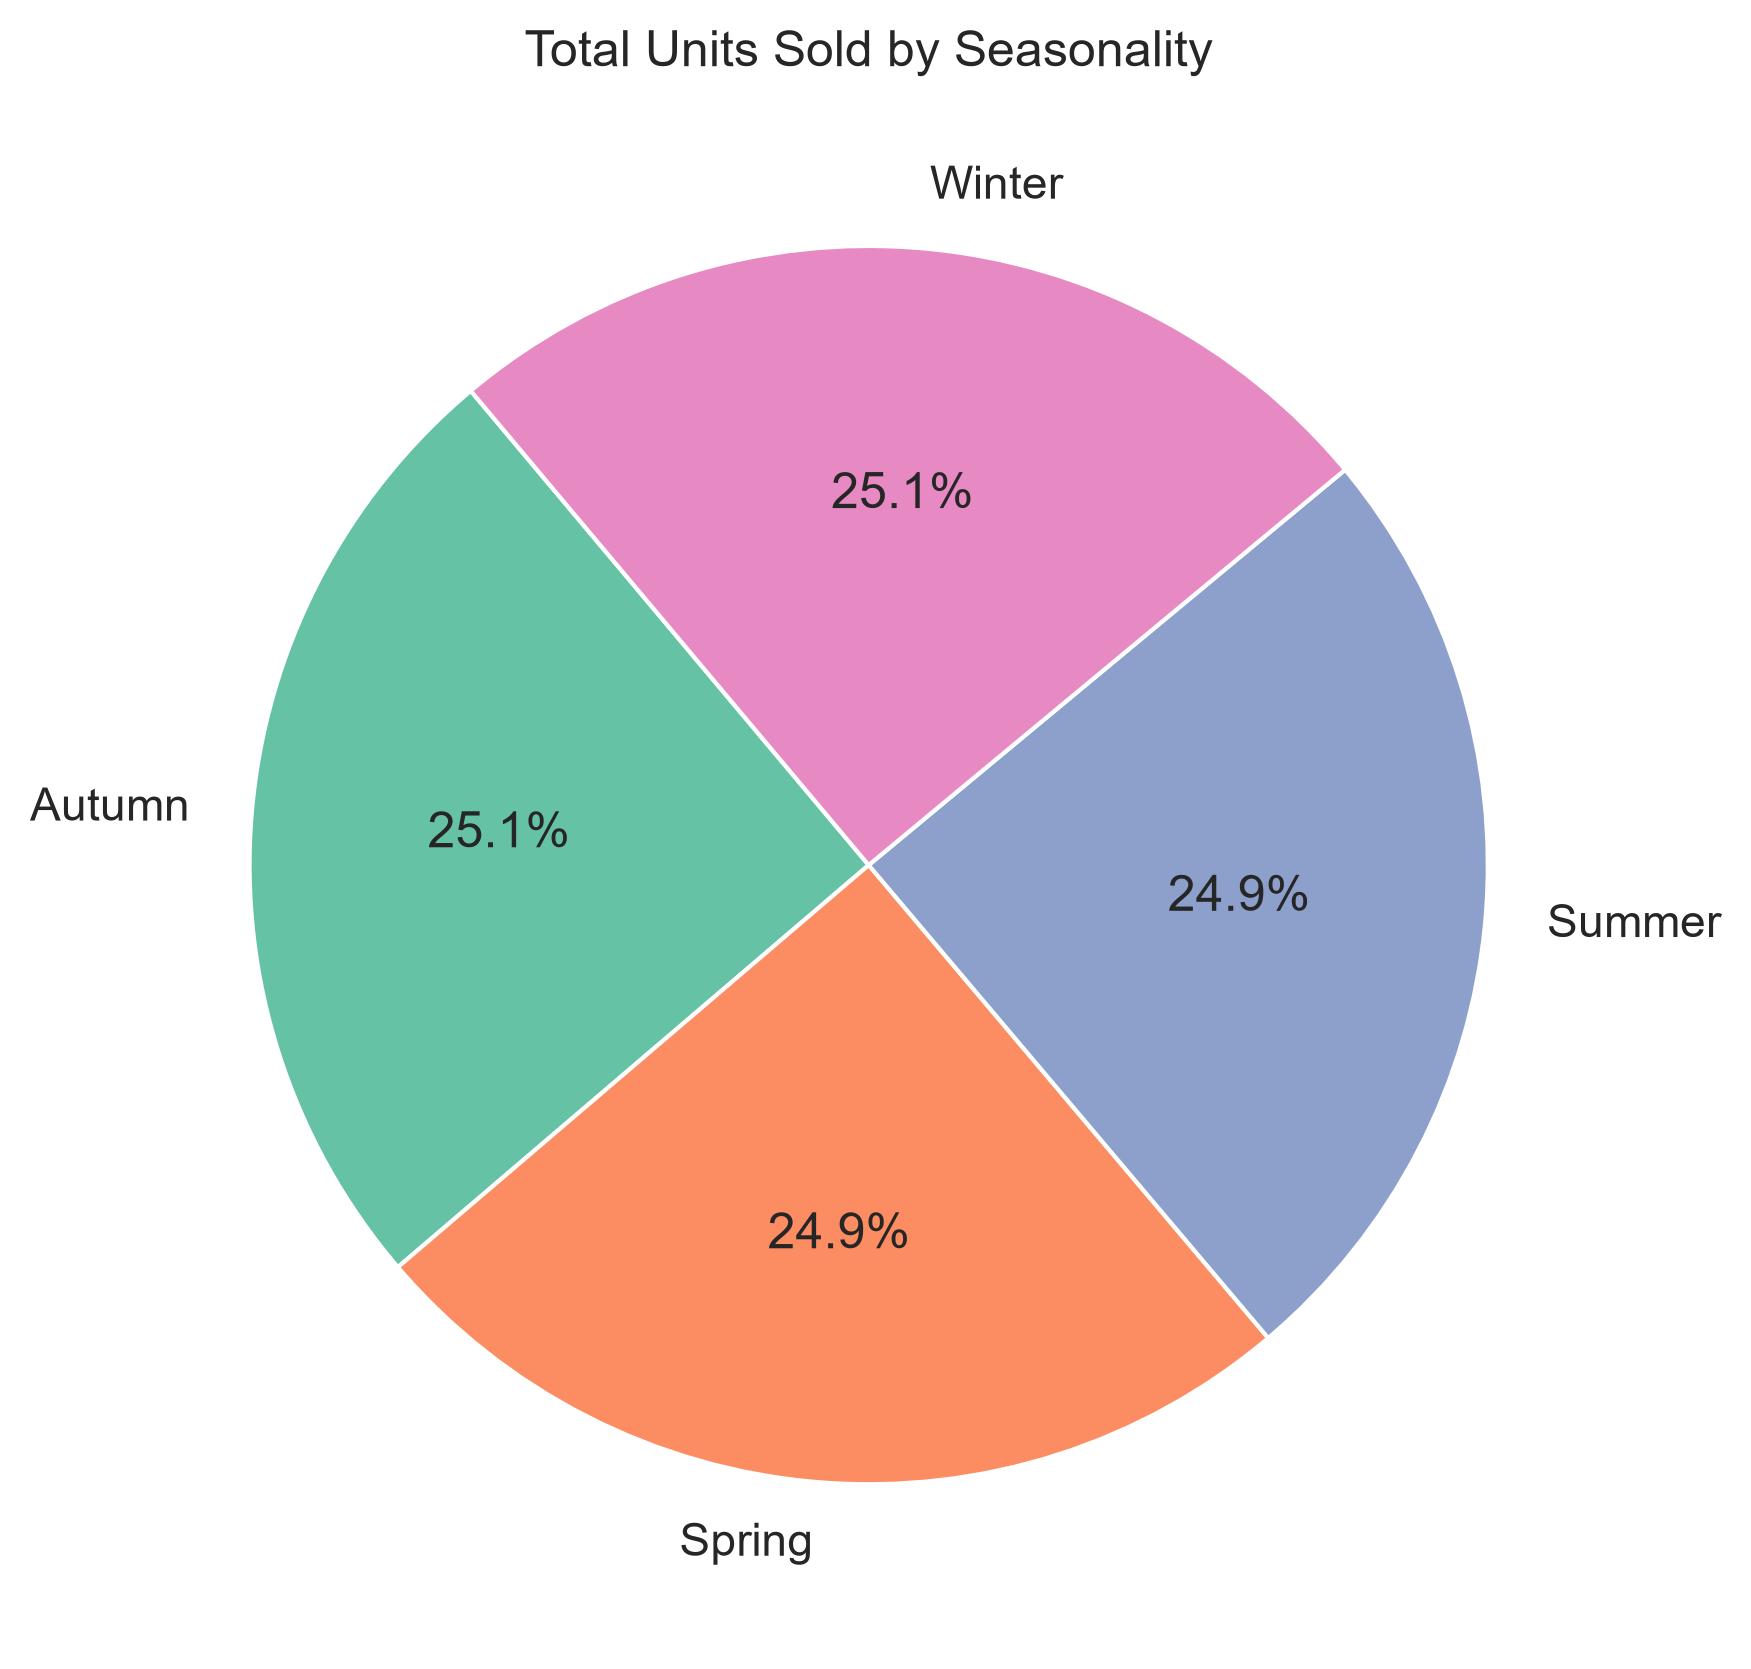 Total Units Sold by Seasonality
Winter
25.1%
Autumn
25.1%
24.9%
Summer
24.9%
Spring